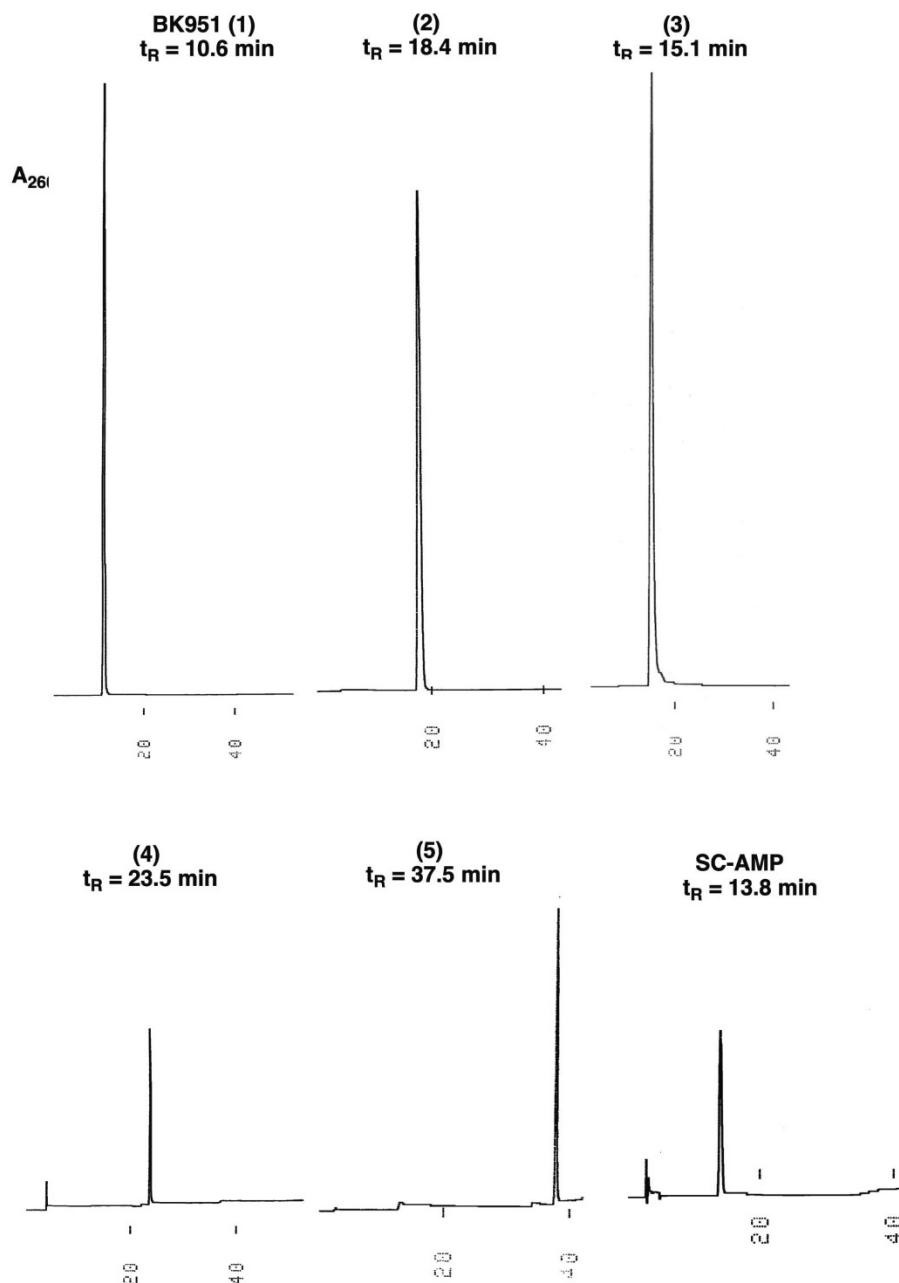 BK951 (1)
t_R = 10.6 min
(2)
t_R = 18.4 min
(3)
t_R = 15.1 min
A_26
20 40
20 40
20 40
(4)
t_R = 23.5 min
(5)
t_R = 37.5 min
SC-AMP
t_R = 13.8 min
20 40
20 40
20 40